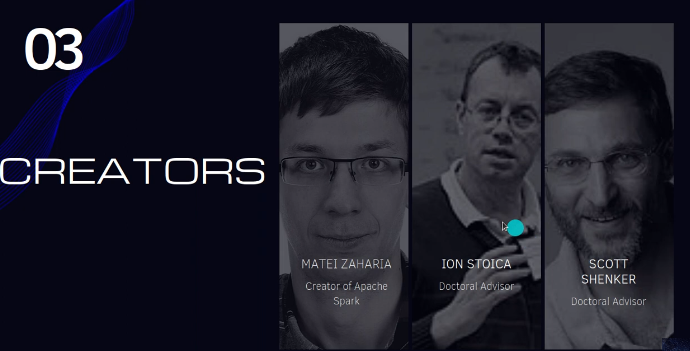 03
CREATORS
MATEI ZAHARIA
Creator of Apache
Spark
ION STOICA
Doctoral Advisor
SCOTT
SHENKER
Doctoral Advisor